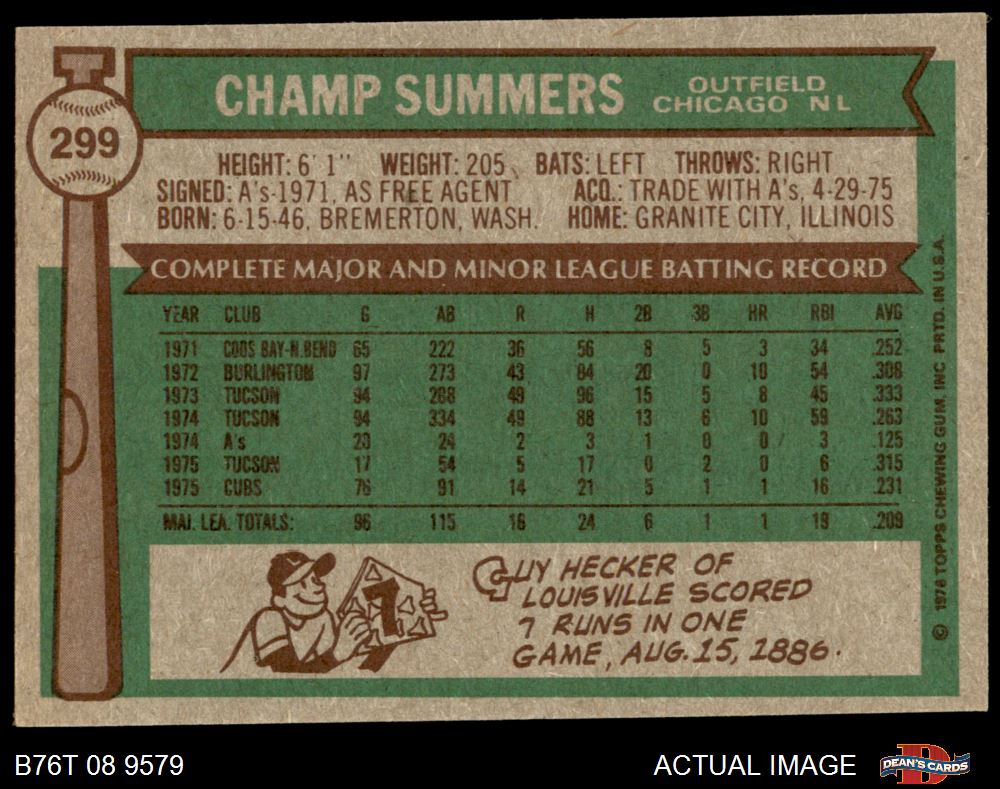 299
CHAMP SUMMERS
OUTFIELD
CHICAGO NL
HEIGHT: 6' 1" WEIGHT: 205 BATS: LEFT THROWS: RIGHT
SIGNED: A's-1971, AS FREE AGENT ACQ.: TRADE WITH A's, 4-29-75
BORN: 6-15-46, BREMERTON, WASH. HOME: GRANITE CITY, ILLINOIS
COMPLETE MAJOR AND MINOR LEAGUE BATTING RECORD
YEAR CLUB G AB R H 2B 3B HR RBI AVG
1971 COOS BAY-N.BEND 65 222 36 56 8 5 3 34 .252
1972 BURLINGTON 97 273 43 84 20 0 10 54 .308
1973 TUCSON 94 288 49 96 15 5 8 45 .333
1974 TUCSON 94 334 49 88 13 6 10 59 .263
1974 A's 20 24 2 3 1 0 0 3 .125
1975 TUCSON 17 54 5 17 0 2 0 6 .315
1975 CUBS 76 91 14 21 5 1 1 16 .231
MAJ. LEA. TOTALS: 96 115 16 24 6 1 1 19 .209
7
GUY HECKER OF
LOUISVILLE SCORED
7 RUNS IN ONE
GAME, AUG. 15, 1886.
© 1976 TOPPS CHEWING GUM, INC PRTD. IN U.S.A.
B76T 08 9579
ACTUAL IMAGE
DEAN'S CARDS